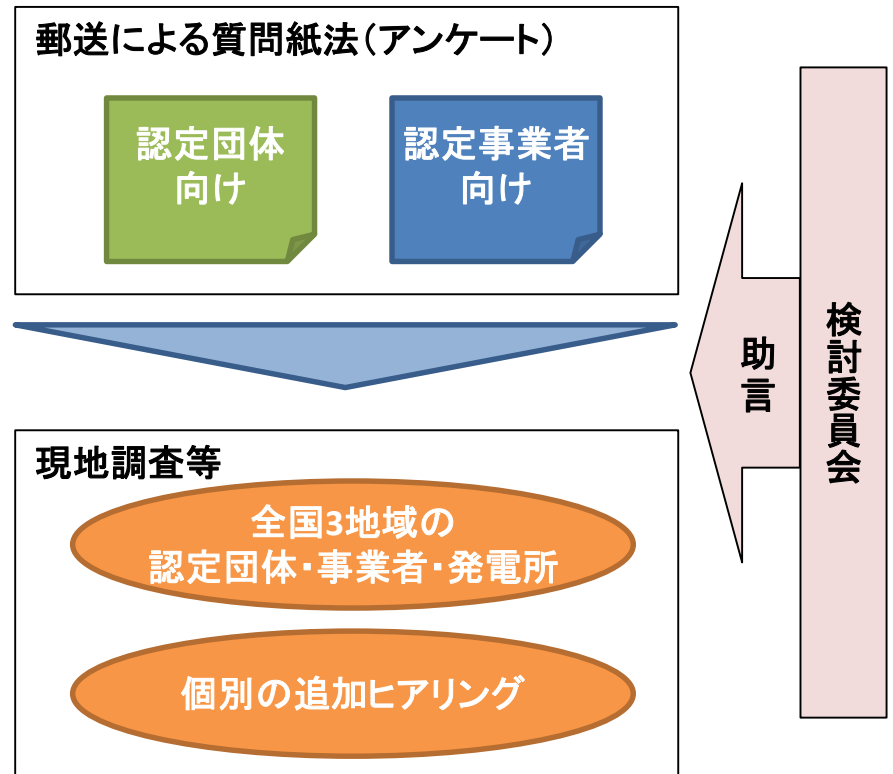 郵送による質問紙法（アンケート）
認定団体
向け
認定事業者
向け
現地調査等
全国3地域の
認定団体・事業者・発電所
個別の追加ヒアリング
助言
検討委員会